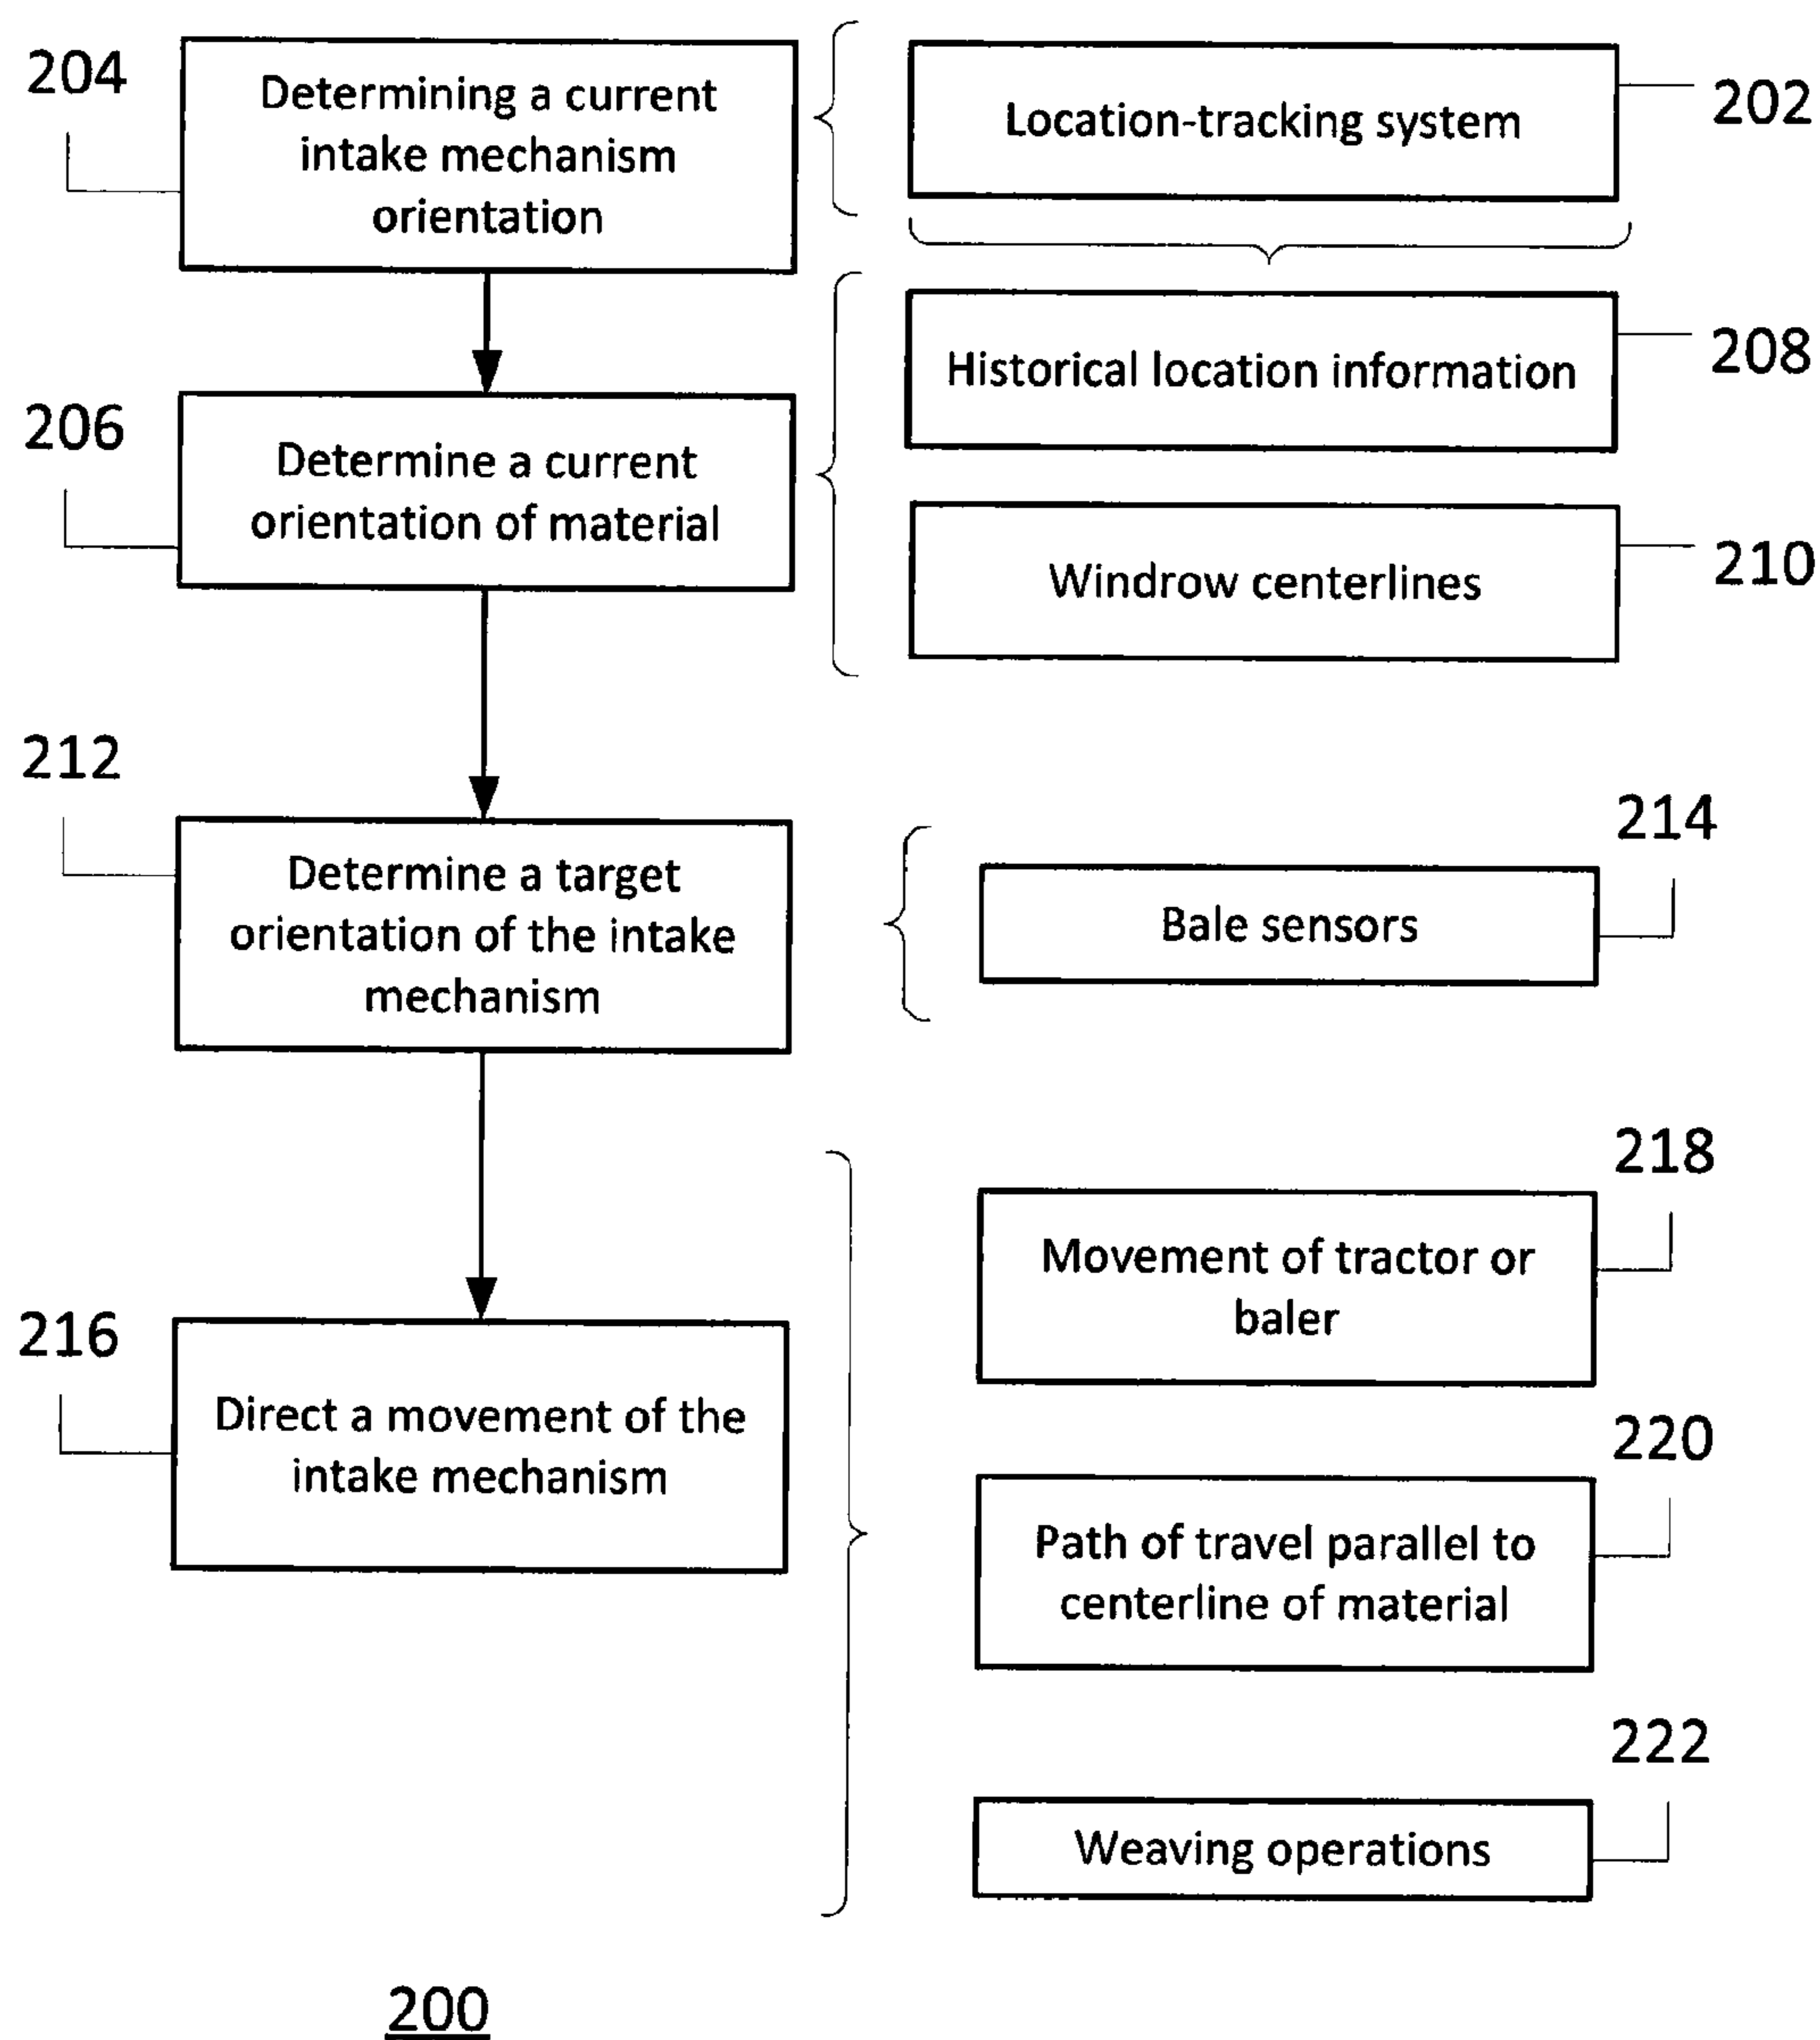 204
Determining a current
intake mechanism
orientation
Location-tracking system
202
Historical location information
208
206
Determine a current
orientation of material
Windrow centerlines
210
212
Determine a target
orientation of the intake
mechanism
214
Bale sensors
218
Movement of tractor or
baler
216
Direct a movement of the
intake mechanism
220
Path of travel parallel to
centerline of material
222
Weaving operations
200